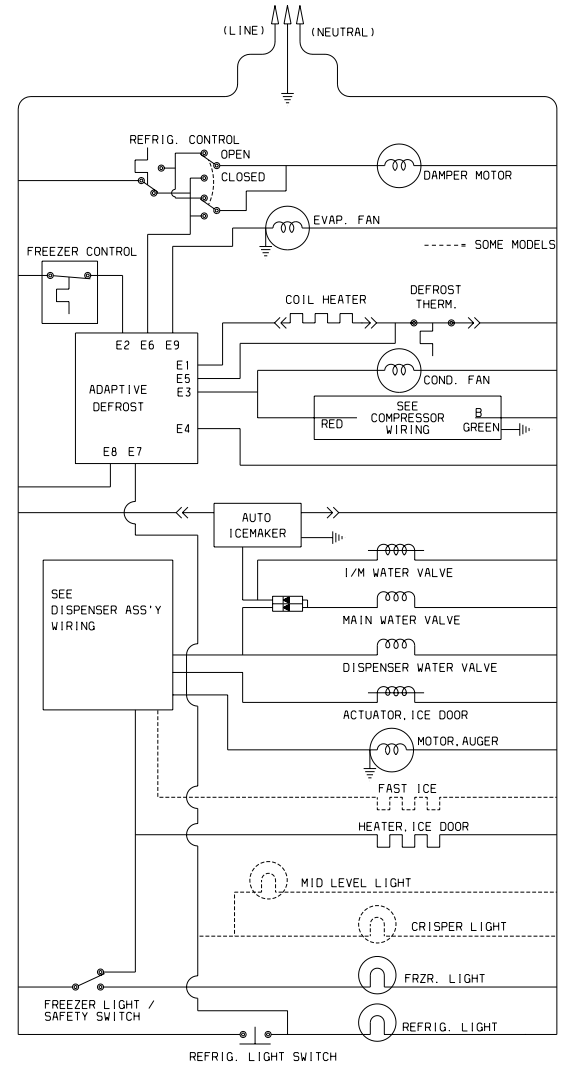 (LINE)
(NEUTRAL)
REFRIG. CONTROL
OPEN
CLOSED
DAMPER MOTOR
EVAP. FAN
= SOME MODELS
FREEZER CONTROL
COIL HEATER
DEFROST
THERM.
E2 E6 E9
E1
E5
E3
E4
ADAPTIVE
DEFROST
E8 E7
COND. FAN
SEE
COMPRESSOR
WIRING
RED
B
GREEN
AUTO
ICEMAKER
I/M WATER VALVE
SEE
DISPENSER ASS'Y
WIRING
MAIN WATER VALVE
DISPENSER WATER VALVE
ACTUATOR,ICE DOOR
MOTOR,AUGER
FAST ICE
HEATER,ICE DOOR
MID LEVEL LIGHT
CRISPER LIGHT
FRZR. LIGHT
FREEZER LIGHT /
SAFETY SWITCH
REFRIG. LIGHT
REFRIG. LIGHT SWITCH